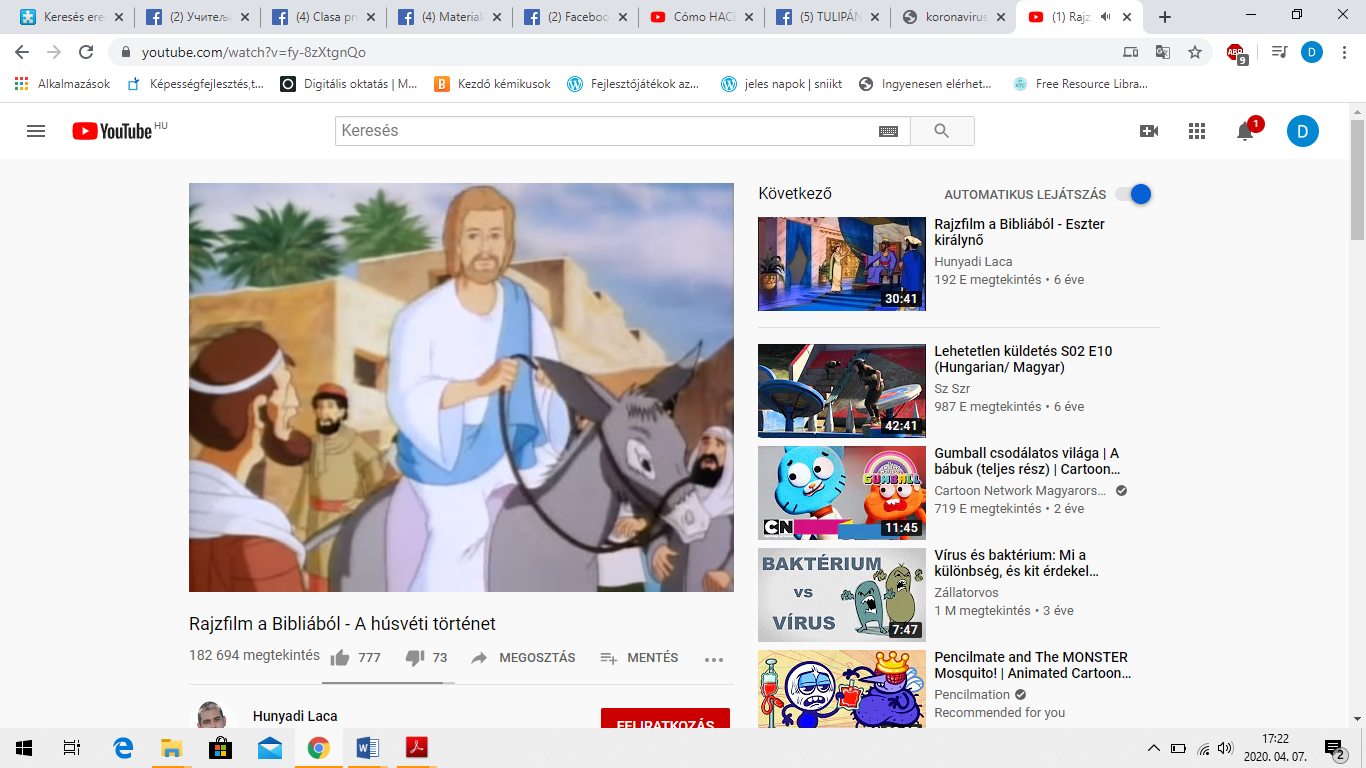 Keresés ere
(2) Учитель
(4) Clasa pr
(4) Material
(2) Faceboo
Cómo HACE
(5) TULIPÁN
koronavirus
(1) Rajz
youtube.com/watch?v=fy-8zXtgnQo
9
D
Alkalmazások
Képességfejlesztés,t...
Digitális oktatás | M...
Kezdő kémikusok
Fejlesztőjátékok az...
jeles napok | sniikt
Ingyenesen elérhet...
Free Resource Libra...
YouTube HU
Keresés
1
D
Következő
AUTOMATIKUS LEJÁTSZÁS
Rajzfilm a Bibliából - Eszter
királynő
Hunyadi Laca
192 E megtekintés • 6 éve
30:41
Lehetetlen küldetés S02 E10
(Hungarian/ Magyar)
Sz Szr
987 E megtekintés • 6 éve
42:41
Gumball csodálatos világa | A
bábuk (teljes rész) | Cartoon...
Cartoon Network Magyarors...
719 E megtekintés • 2 éve
GUMBALL
CN
11:45
Vírus és baktérium: Mi a
különbség, és kit érdekel...
Zállatorvos
1 M megtekintés • 3 éve
BAKTÉRIUM
VS
VÍRUS
7:47
Pencilmate and The MONSTER
Mosquito! | Animated Cartoon...
Pencilmation
Recommended for you
Rajzfilm a Bibliából - A húsvéti történet
182 694 megtekintés
777
73
MEGOSZTÁS
MENTÉS
Hunyadi Laca
FELIRATKOZÁS
17:22
2020. 04. 07.
2